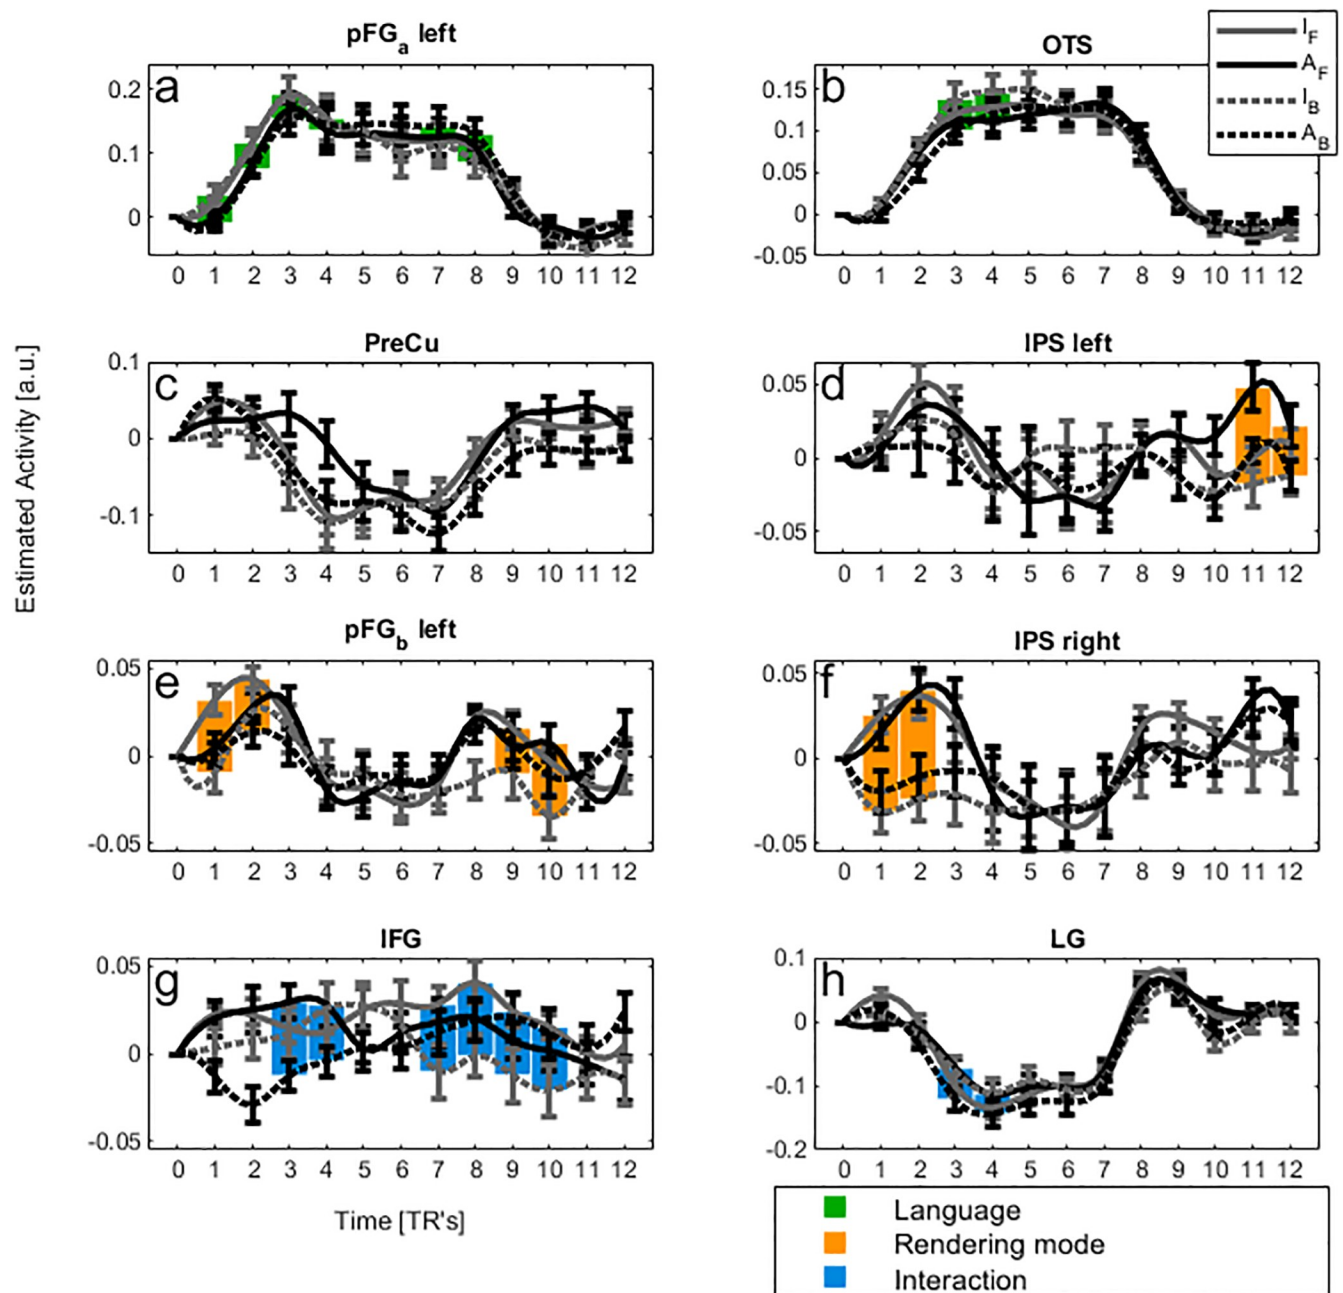 pFGa left
OTS
IF
AF
IB
AB
a
0.2
0.1
0
0 1 2 3 4 5 6 7 8 9 10 11 12
b
0.15
0.1
0.05
0
-0.05
0 1 2 3 4 5 6 7 8 9 10 11 12
Estimated Activity [a.u.]
PreCu
c
0.1
0
-0.1
0 1 2 3 4 5 6 7 8 9 10 11 12
IPS left
d
0.05
0
-0.05
0 1 2 3 4 5 6 7 8 9 10 11 12
pFGb left
e
0.05
0
-0.05
0 1 2 3 4 5 6 7 8 9 10 11 12
IPS right
f
0.05
0
-0.05
0 1 2 3 4 5 6 7 8 9 10 11 12
IFG
g
0.05
0
-0.05
0 1 2 3 4 5 6 7 8 9 10 11 12
LG
h
0.1
0
-0.1
-0.2
0 1 2 3 4 5 6 7 8 9 10 11 12
Time [TR's]
Language
Rendering mode
Interaction